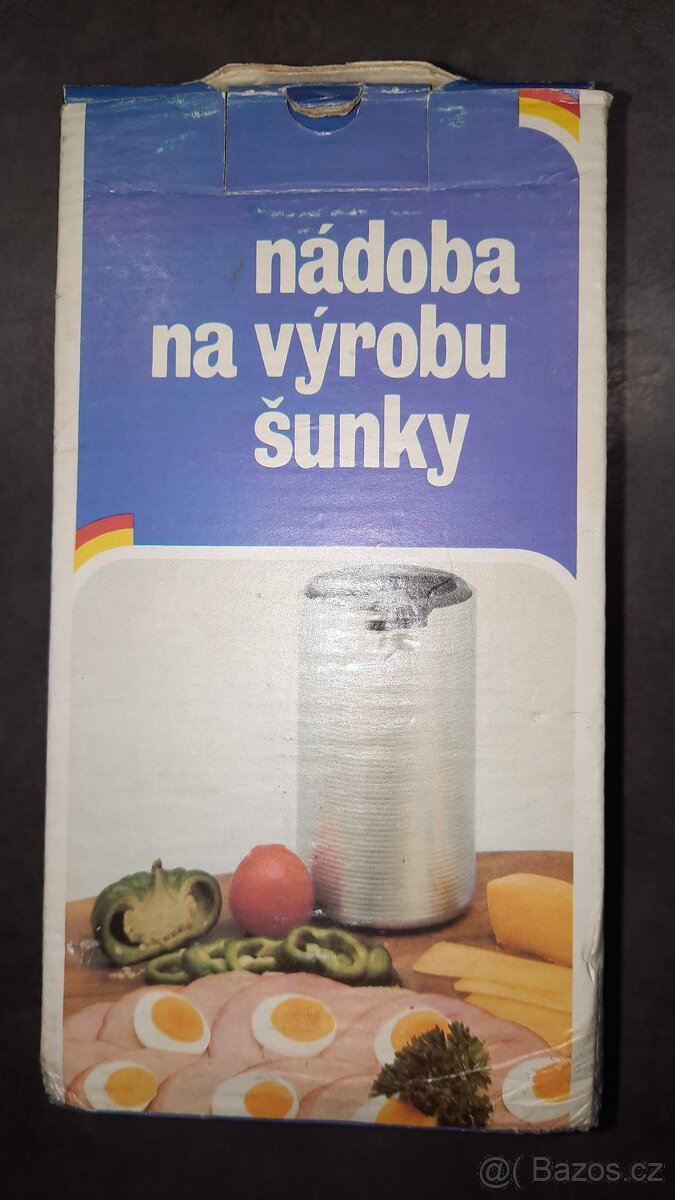 nádoba
na výrobu
šunky
@( Bazos.cz